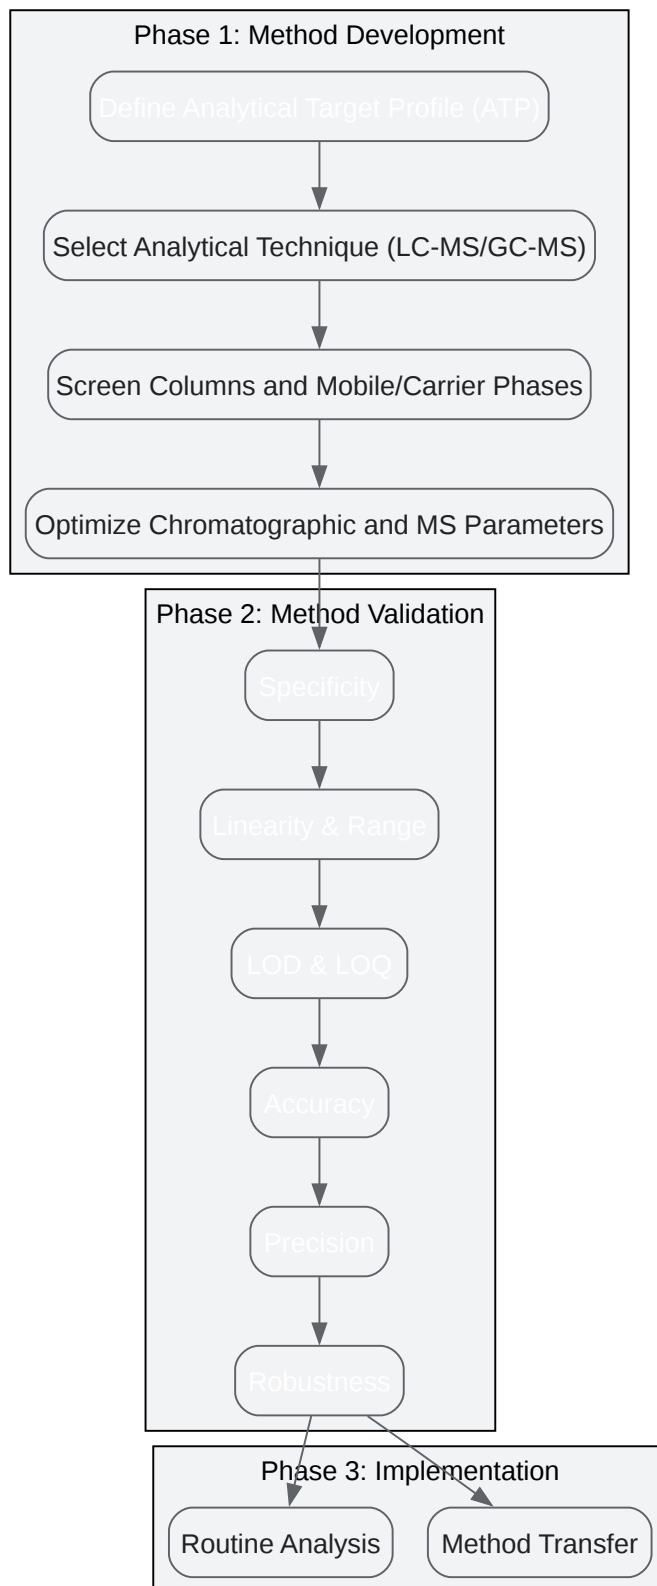 Phase 1: Method Development
Define Analytical Target Profile (ATP)
Select Analytical Technique (LC-MS/GC-MS)
Screen Columns and Mobile/Carrier Phases
Optimize Chromatographic and MS Parameters
Phase 2: Method Validation
Specificity
Linearity & Range
LOD & LOQ
Accuracy
Precision
Robustness
Phase 3: Implementation
Routine Analysis
Method Transfer